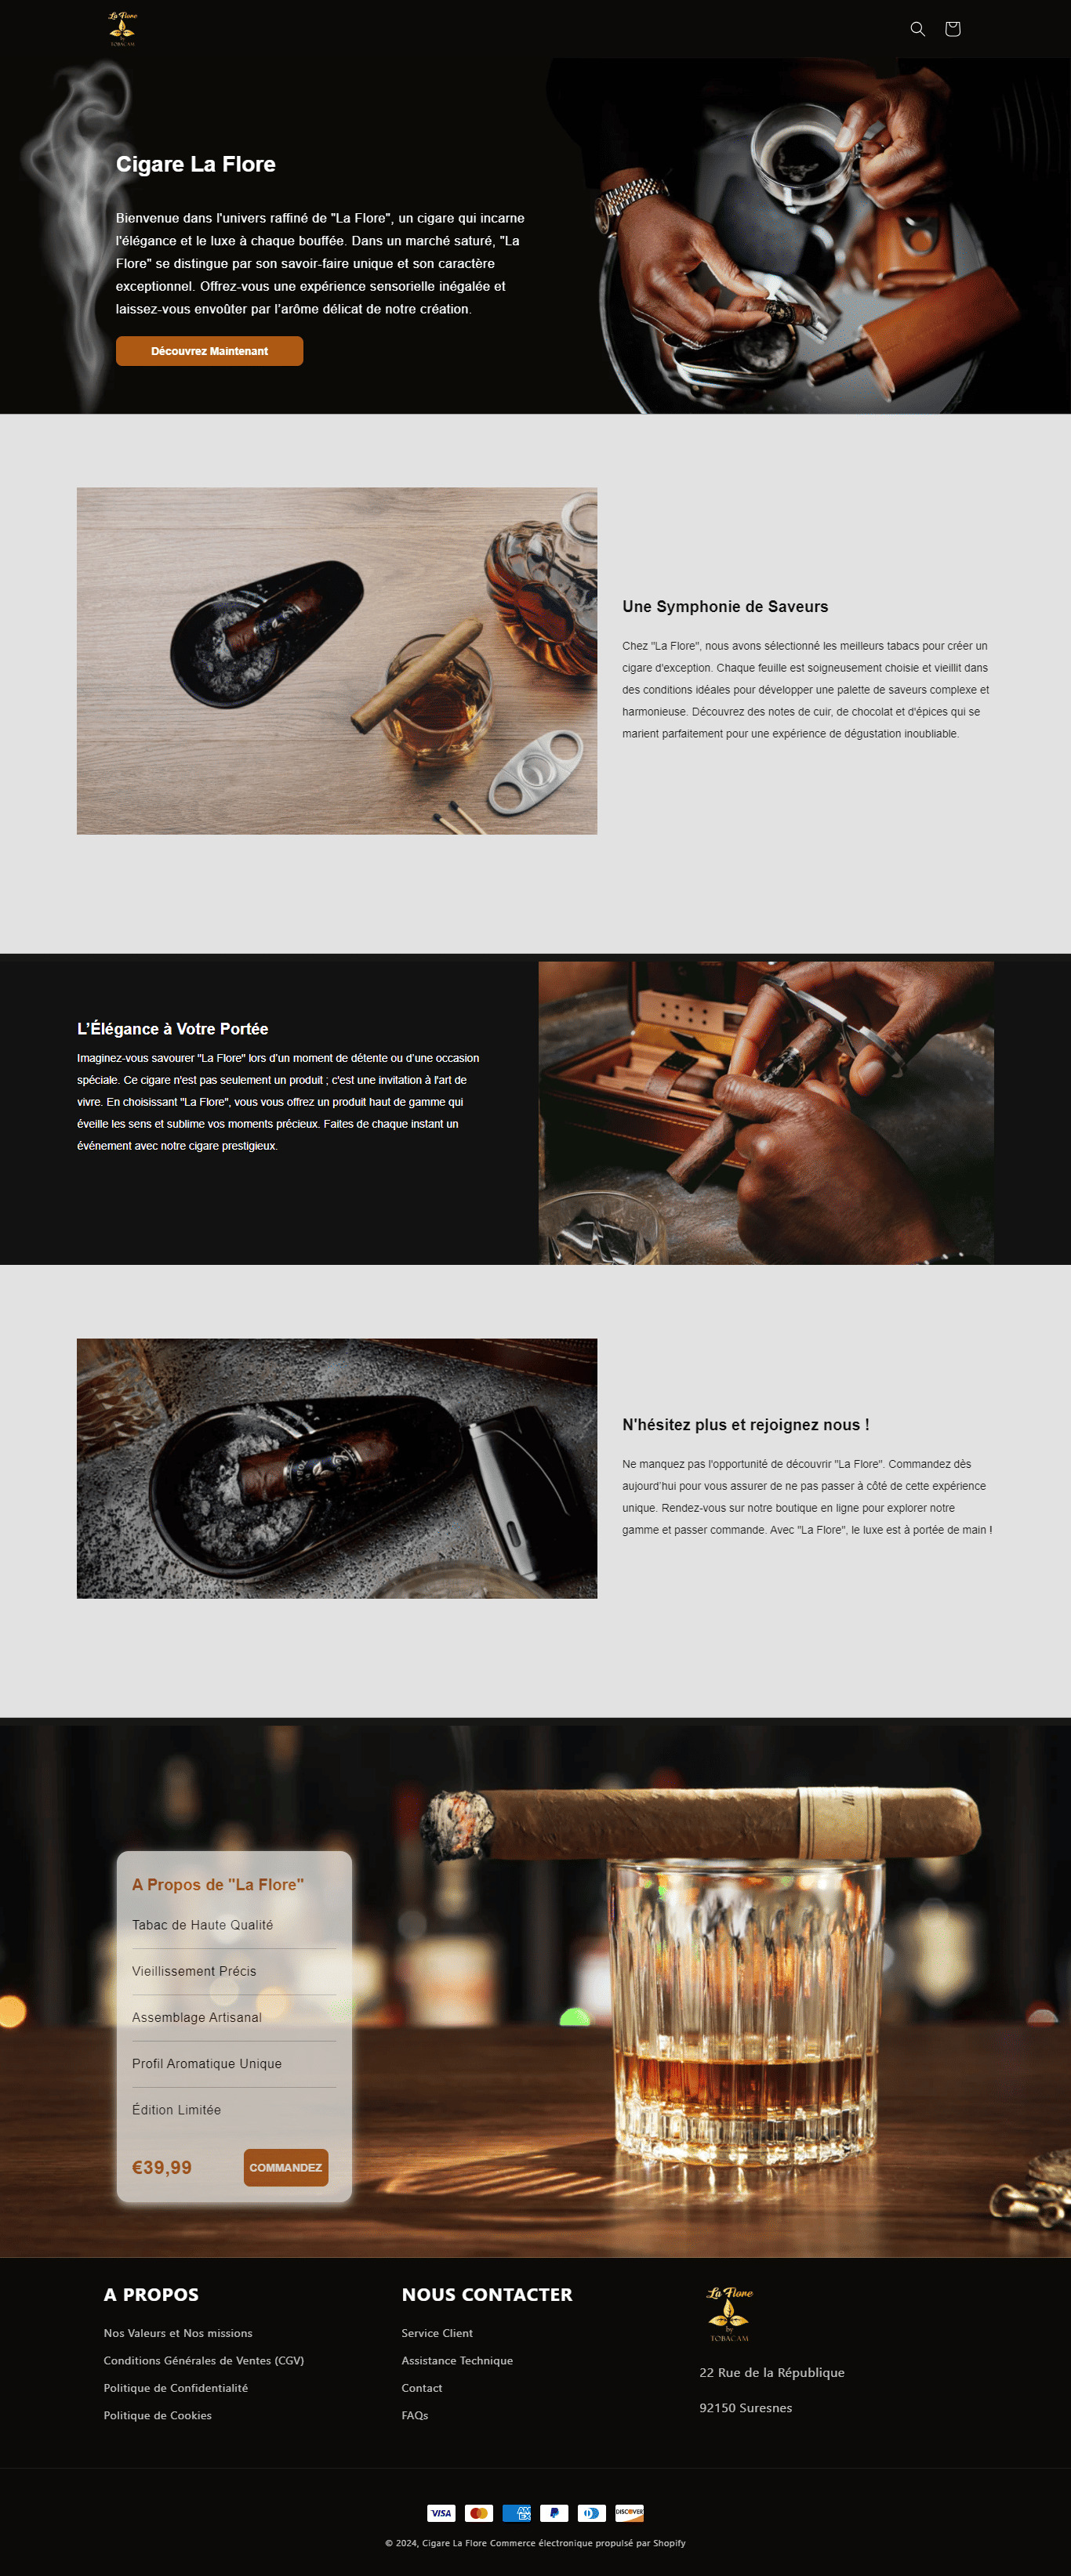 La Flore
by
TOBACAM
Cigare La Flore
Bienvenue dans l'univers raffiné de "La Flore", un cigare qui incarne
l'élégance et le luxe à chaque bouffée. Dans un marché saturé, "La
Flore" se distingue par son savoir-faire unique et son caractère
exceptionnel. Offrez-vous une expérience sensorielle inégalée et
laissez-vous envoûter par l'arôme délicat de notre création.
Découvrez Maintenant
Une Symphonie de Saveurs
Chez "La Flore", nous avons sélectionné les meilleurs tabacs pour créer un
cigare d'exception. Chaque feuille est soigneusement choisie et vieillit dans
des conditions idéales pour développer une palette de saveurs complexe et
harmonieuse. Découvrez des notes de cuir, de chocolat et d'épices qui se
marient parfaitement pour une expérience de dégustation inoubliable.
L'Élégance à Votre Portée
Imaginez-vous savourer "La Flore" lors d'un moment de détente ou d'une occasion
spéciale. Ce cigare n'est pas seulement un produit ; c'est une invitation à l'art de
vivre. En choisissant "La Flore", vous vous offrez un produit haut de gamme qui
éveille les sens et sublime vos moments précieux. Faites de chaque instant un
événement avec notre cigare prestigieux.
N'hésitez plus et rejoignez nous !
Ne manquez pas l'opportunité de découvrir "La Flore". Commandez dès
aujourd'hui pour vous assurer de ne pas passer à côté de cette expérience
unique. Rendez-vous sur notre boutique en ligne pour explorer notre
gamme et passer commande. Avec "La Flore", le luxe est à portée de main !
A Propos de "La Flore"
Tabac de Haute Qualité
Vieillissement Précis
Assemblage Artisanal
Profil Aromatique Unique
Édition Limitée
€39,99
COMMANDEZ
A PROPOS
Nos Valeurs et Nos missions
Conditions Générales de Ventes (CGV)
Politique de Confidentialité
Politique de Cookies
NOUS CONTACTER
Service Client
Assistance Technique
Contact
FAQs
La Flore
by
TOBACAM
22 Rue de la République
92150 Suresnes
VISA
AMEX
DISCOVER
© 2024, Cigare La Flore Commerce électronique propulsé par Shopify